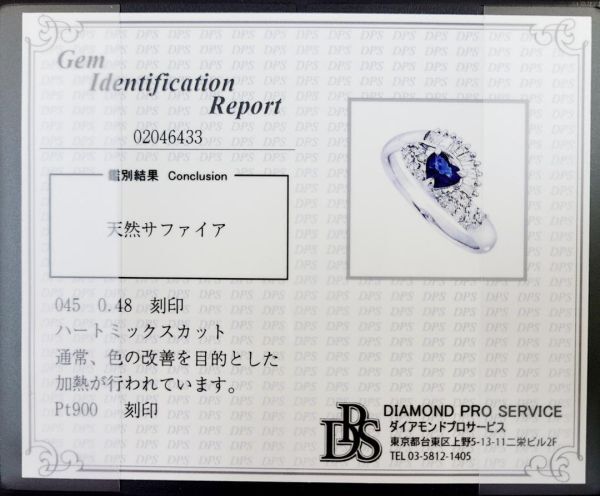 Gem
Identification
Report
02046433
鑑別結果 Conclusion
天然サファイア
045 0.48 刻印
ハートミックスカット
通常、色の改善を目的とした
加熱が行われています。
Pt900 刻印
DPS
DIAMOND PRO SERVICE
ダイアモンドプロサービス
東京都台東区上野5-13-11二栄ビル2F
TEL 03-5812-1405